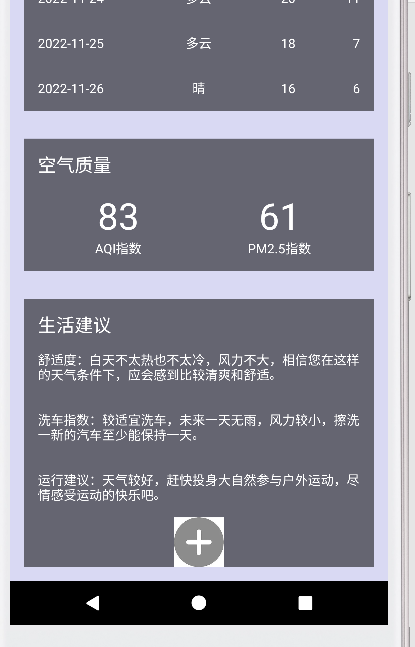 2022-11-24 多云 20 11
2022-11-25 多云 18 7
2022-11-26 晴 16 6
空气质量
83 61
AQI指数 PM2.5指数
生活建议
舒适度：白天不太热也不太冷，风力不大，相信您在这样
的天气条件下，应会感到比较清爽和舒适。
洗车指数：较适宜洗车，未来一天无雨，风力较小，擦洗
一新的汽车至少能保持一天。
运行建议：天气较好，赶快投身大自然参与户外运动，尽
情感受运动的快乐吧。